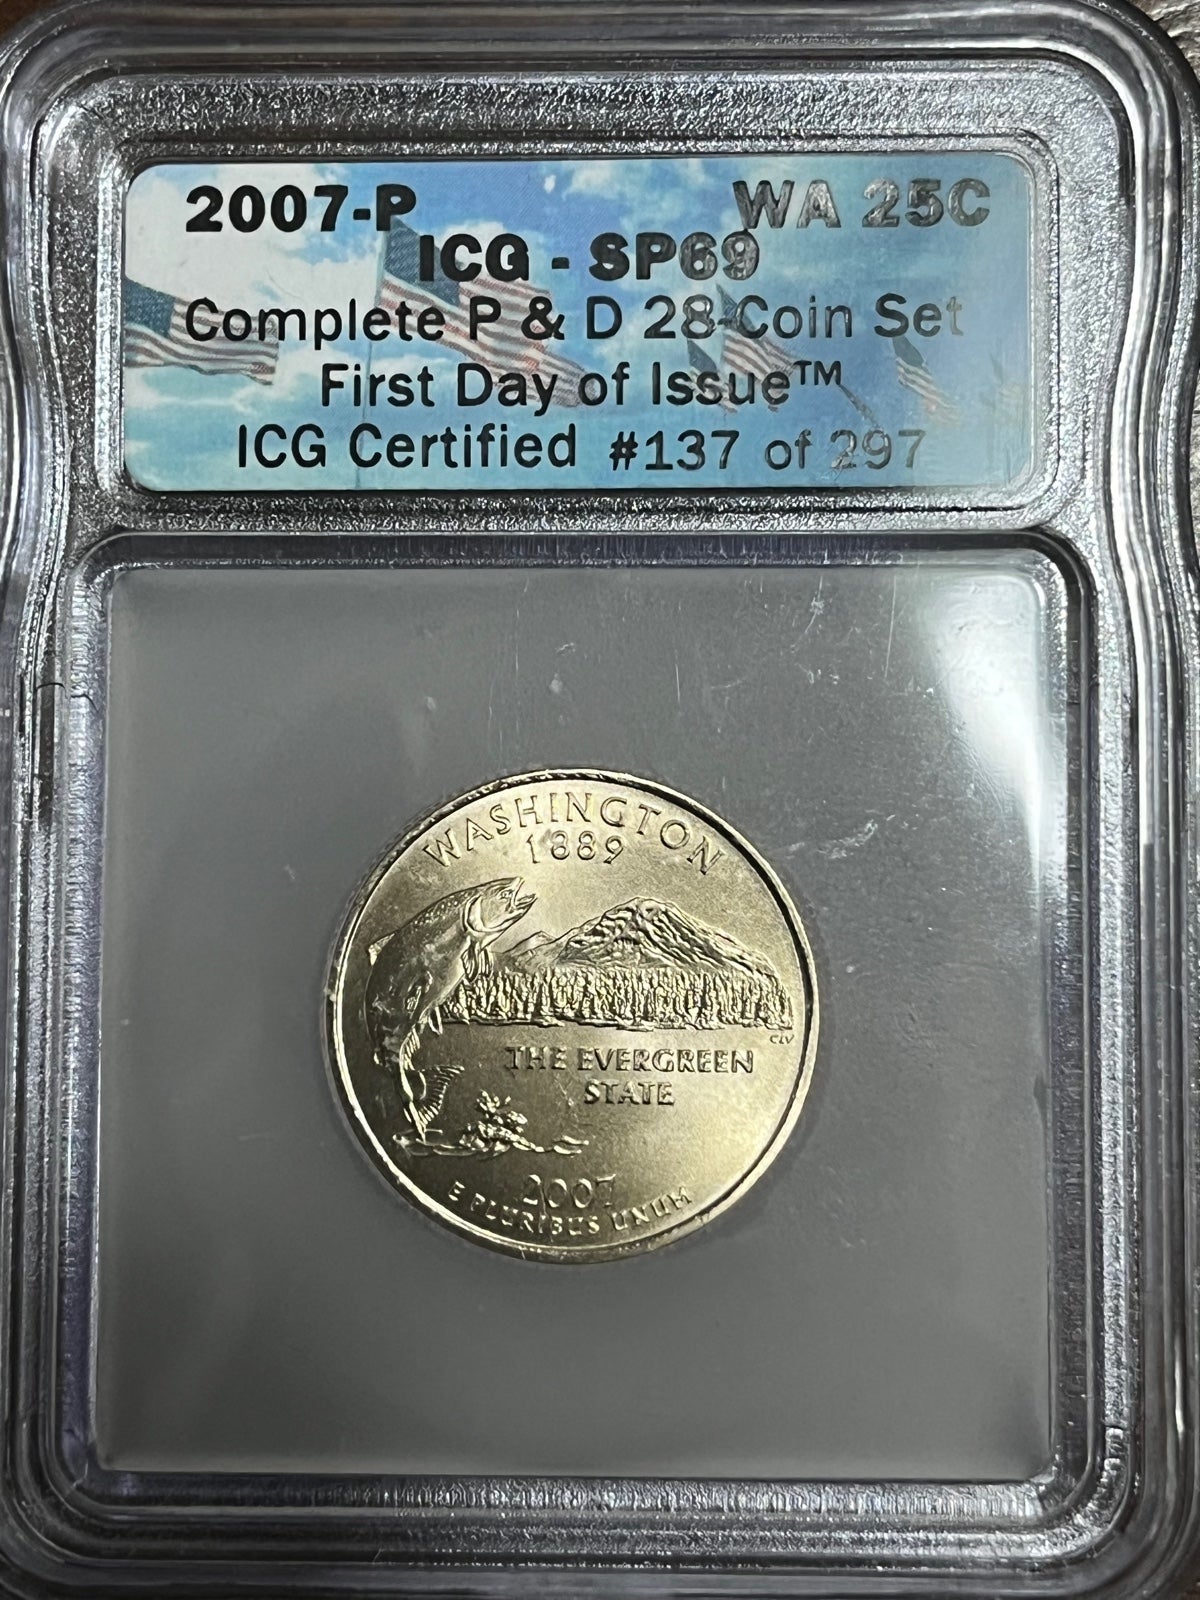 2007-P WA 25C
ICG - SP69
Complete P & D 28-Coin Set
First Day of Issue™
ICG Certified #137 of 297
WASHINGTON
1889
CLV
THE EVERGREEN
STATE
2007
E PLURIBUS UNUM